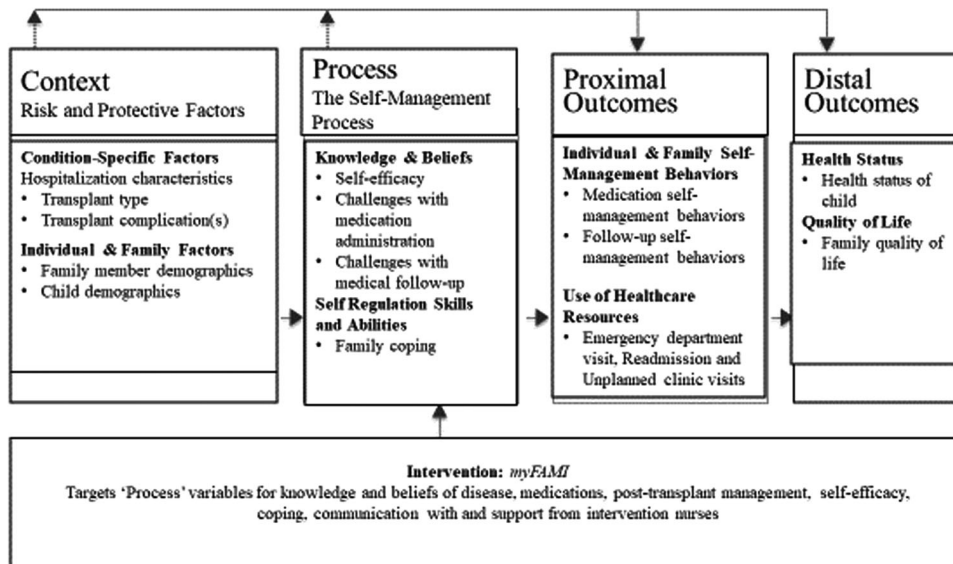 Context
Risk and Protective Factors
Condition-Specific Factors
Hospitalization characteristics
• Transplant type
• Transplant complication(s)
Individual & Family Factors
• Family member demographics
• Child demographics
Process
The Self-Management
Process
Knowledge & Beliefs
• Self-efficacy
• Challenges with
medication
administration
• Challenges with
medical follow-up
Self Regulation Skills
and Abilities
• Family coping
Proximal
Outcomes
Individual & Family Self-
Management Behaviors
• Medication self-
management behaviors
• Follow-up self-
management behaviors
Use of Healthcare
Resources
• Emergency department
visit, Readmission and
Unplanned clinic visits
Distal
Outcomes
Health Status
• Health status of
child
Quality of Life
• Family quality of
life
Intervention: myFAMI
Targets ‘Process’ variables for knowledge and beliefs of disease, medications, post-transplant management, self-efficacy,
coping, communication with and support from intervention nurses